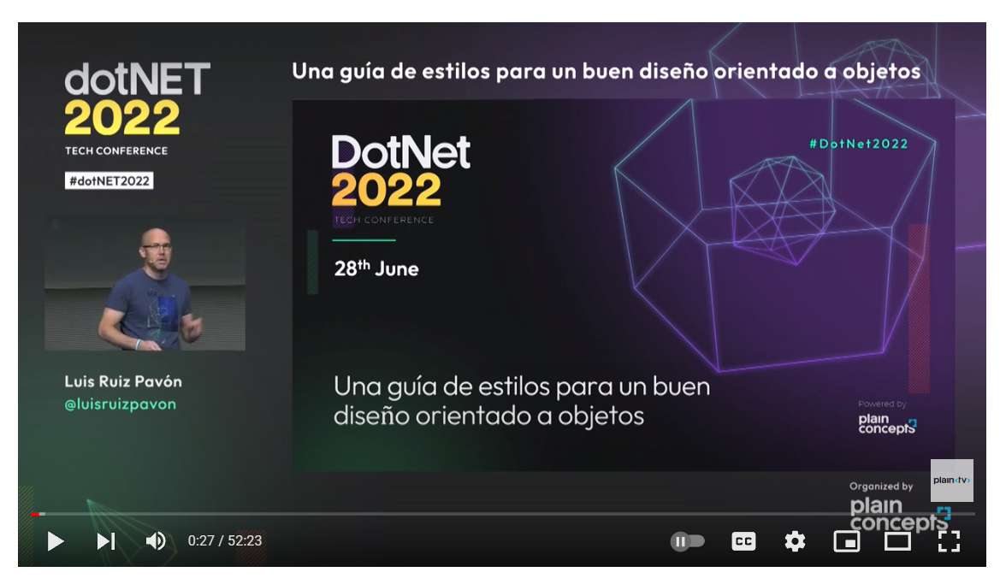 dotNET
2022
TECH CONFERENCE
#dotNET2022
Luis Ruiz Pavón
@luisruizpavon
Una guía de estilos para un buen diseño orientado a objetos
DotNet
2022
TECH CONFERENCE
28th June
#DotNet2022
Una guía de estilos para un buen
diseño orientado a objetos
Powered by
plain
concepts
plain‹tv›
Organized by
plain
concepts
0:27 / 52:23
CC